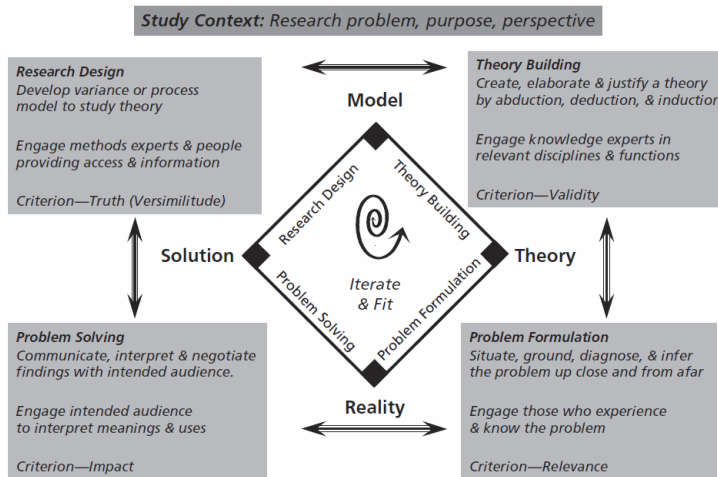 Study Context: Research problem, purpose, perspective
Research Design
Develop variance or process
model to study theory
Engage methods experts & people
providing access & information
Criterion—Truth (Versimilitude)
Theory Building
Create, elaborate & justify a theory
by abduction, deduction, & induction
Engage knowledge experts in
relevant disciplines & functions
Criterion—Validity
Model
Research Design
Theory Building
Solution
Theory
Iterate
& Fit
Problem Solving
Problem Formulation
Reality
Problem Solving
Communicate, interpret & negotiate
findings with intended audience.
Engage intended audience
to interpret meanings & uses
Criterion—Impact
Problem Formulation
Situate, ground, diagnose, & infer
the problem up close and from afar
Engage those who experience
& know the problem
Criterion—Relevance